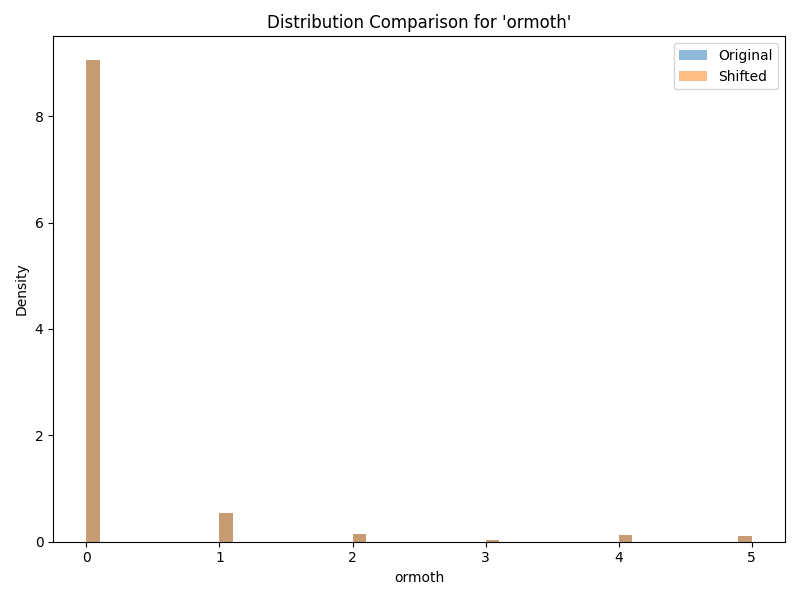 Distribution Comparison for 'ormoth'
Original
Shifted
Density
8
6
4
2
0
0 1 2 3 4 5
ormoth